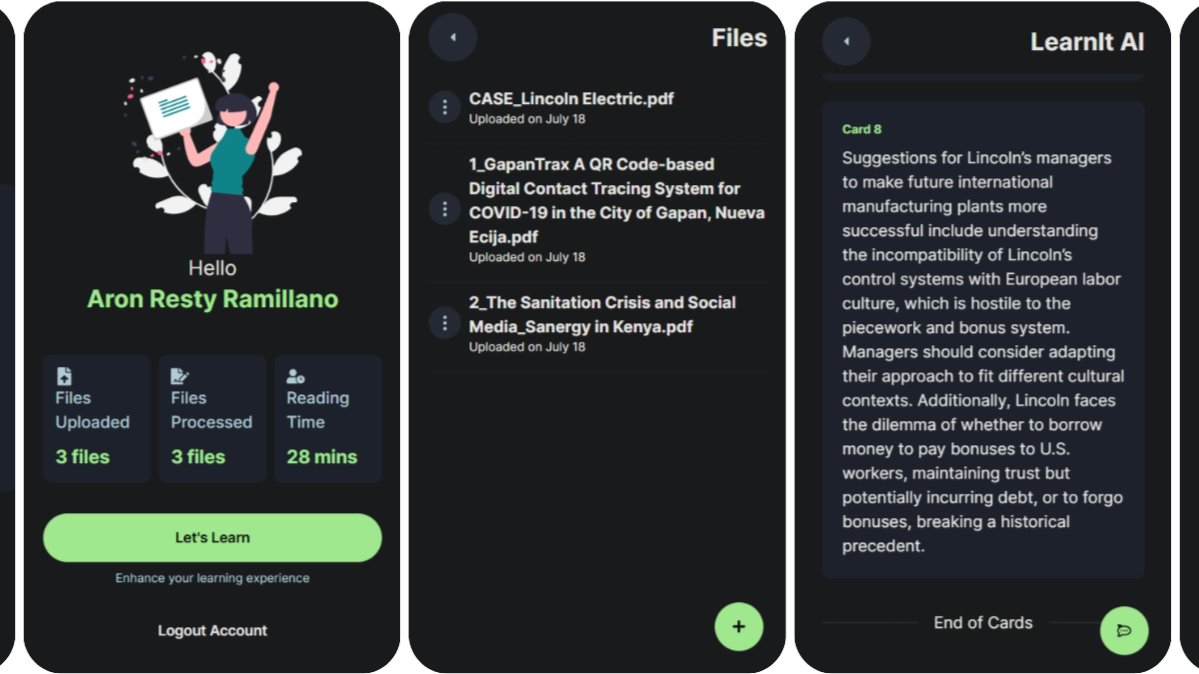 Hello
Aron Resty Ramillano
Files
Uploaded
3 files
Files
Processed
3 files
Reading
Time
28 mins
Let's Learn
Enhance your learning experience
Logout Account
Files
CASE_Lincoln Electric.pdf
Uploaded on July 18
1_GapanTrax A QR Code-based
Digital Contact Tracing System for
COVID-19 in the City of Gapan, Nueva
Ecija.pdf
Uploaded on July 18
2_The Sanitation Crisis and Social
Media_Sanergy in Kenya.pdf
Uploaded on July 18
LearnIt AI
Card 8
Suggestions for Lincoln’s managers
to make future international
manufacturing plants more
successful include understanding
the incompatibility of Lincoln’s
control systems with European labor
culture, which is hostile to the
piecework and bonus system.
Managers should consider adapting
their approach to fit different cultural
contexts. Additionally, Lincoln faces
the dilemma of whether to borrow
money to pay bonuses to U.S.
workers, maintaining trust but
potentially incurring debt, or to forgo
bonuses, breaking a historical
precedent.
End of Cards